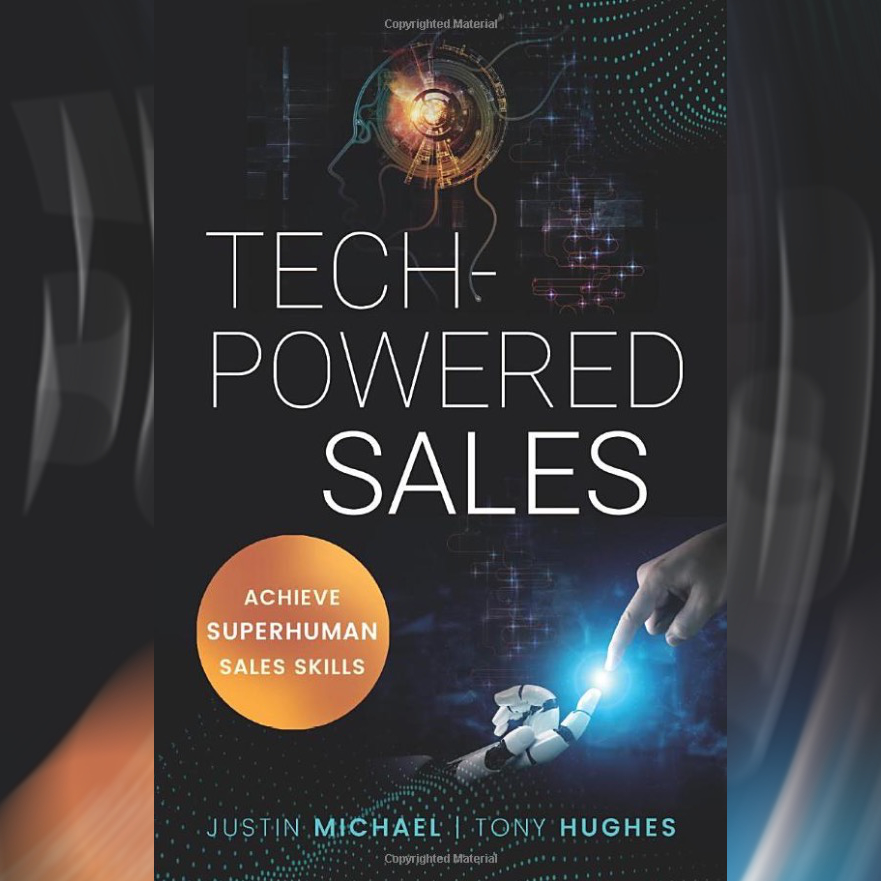 Copyrighted Material
TECH-
POWERED
SALES
ACHIEVE
SUPERHUMAN
SALES SKILLS
JUSTIN MICHAEL | TONY HUGHES
Copyrighted Material